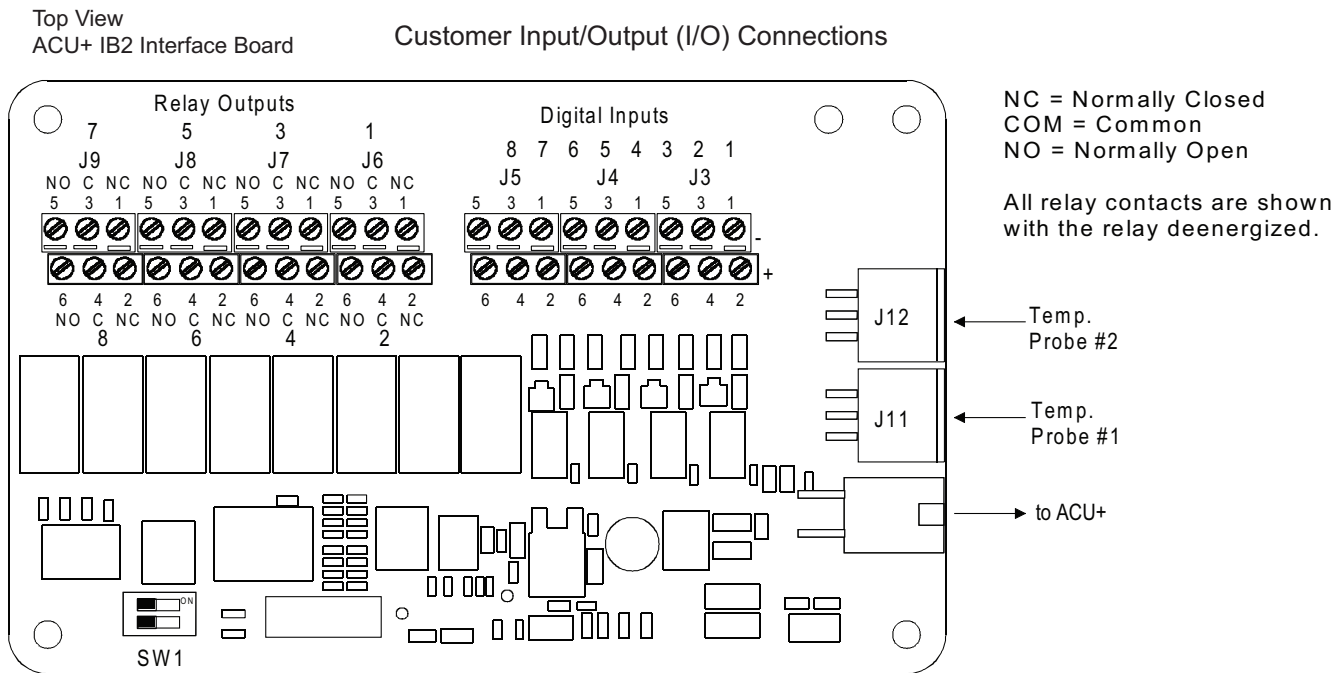 Top View
ACU+ IB2 Interface Board
Customer Input/Output (I/O) Connections
Relay Outputs
7 5 3 1
J9 J8 J7 J6
NO C NC NO C NC NO C NC NO C NC
5 3 1 5 3 1 5 3 1 5 3 1
6 4 2 6 4 2 6 4 2 6 4 2
NO C NC NO C NC NO C NC NO C NC
8 6 4 2
Digital Inputs
8 7 6 5 4 3 2 1
J5 J4 J3
5 3 1 5 3 1 5 3 1
-
+
6 4 2 6 4 2 6 4 2
NC = Normally Closed
COM = Common
NO = Normally Open
All relay contacts are shown
with the relay deenergized.
J12
Temp.
Probe #2
J11
Temp.
Probe #1
to ACU+
ON
SW1